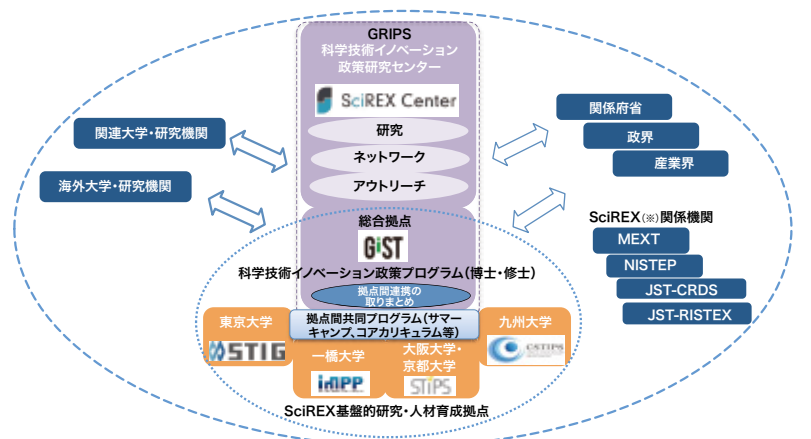 GRIPS
科学技術イノベーション
政策研究センター
SciREX Center
研究
ネットワーク
アウトリーチ
関連大学・研究機関
海外大学・研究機関
関係府省
政界
産業界
SciREX(※)関係機関
MEXT
NISTEP
JST-CRDS
JST-RISTEX
総合拠点
GiST
科学技術イノベーション政策プログラム(博士・修士)
拠点間連携の
取りまとめ
拠点間共同プログラム(サマー
キャンプ、コアカリキュラム等)
東京大学
STIG
一橋大学
imPP
大阪大学・
京都大学
STiPS
九州大学
CSTIPS
SciREX基盤的研究・人材育成拠点